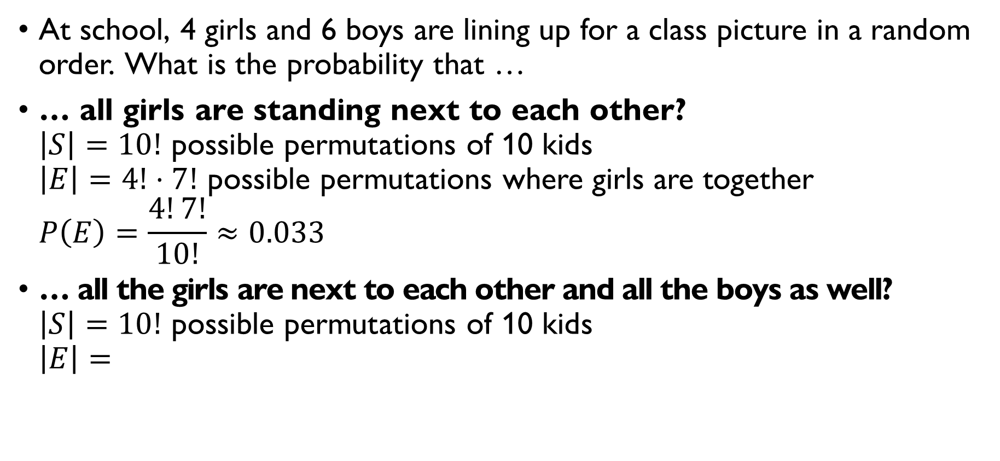 • At school, 4 girls and 6 boys are lining up for a class picture in a random
order. What is the probability that …
• … all girls are standing next to each other?
|S| = 10! possible permutations of 10 kids
|E| = 4! · 7! possible permutations where girls are together
P(E) = 4! 7! / 10! ≈ 0.033
• … all the girls are next to each other and all the boys as well?
|S| = 10! possible permutations of 10 kids
|E| =